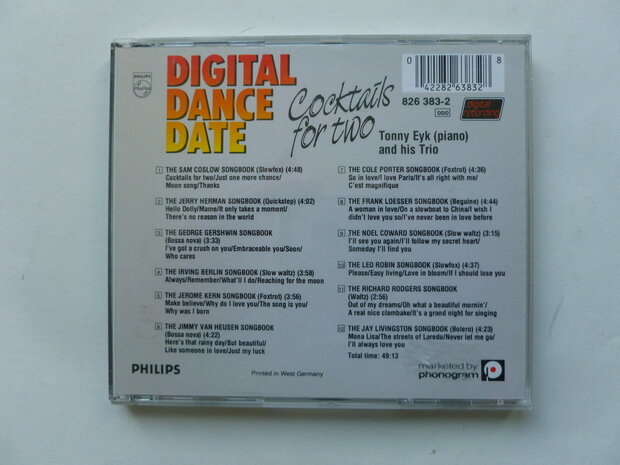 PHILIPS
DIGITAL
DANCE
DATE
Cocktails
for two
Tonny Eyk (piano)
and his Trio
0
42282 63832
8
826 383-2
DDD
digital
recording
1 THE SAM COSLOW SONGBOOK (Slowfox) (4:48)
Cocktails for two/Just one more chance/
Moon song/Thanks
2 THE JERRY HERMAN SONGBOOK (Quickstep) (4:02)
Hello Dolly/Mame/It only takes a moment/
There's no reason in the world
3 THE GEORGE GERSHWIN SONGBOOK
(Bossa nova) (3:33)
I've got a crush on you/Embraceable you/Soon/
Who cares
4 THE IRVING BERLIN SONGBOOK (Slow waltz) (3:58)
Always/Remember/What'll I do/Reaching for the moon
5 THE JEROME KERN SONGBOOK (Foxtrot) (3:56)
Make believe/Why do I love you/The song is you/
Why was I born
6 THE JIMMY VAN HEUSEN SONGBOOK
(Bossa nova) (4:22)
Here's that rainy day/But beautiful/
Like someone in love/Just my luck
7 THE COLE PORTER SONGBOOK (Foxtrot) (4:36)
So in love/I love Paris/It's all right with me/
C'est magnifique
8 THE FRANK LOESSER SONGBOOK (Beguine) (4:44)
A woman in love/On a slowboat to China/I wish I
didn't love you so/I've never been in love before
9 THE NOEL COWARD SONGBOOK (Slow waltz) (3:15)
I'll see you again/I'll follow my secret heart/
Someday I'll find you
10 THE LEO ROBIN SONGBOOK (Slowfox) (4:37)
Please/Easy living/Love in bloom/If I should lose you
11 THE RICHARD RODGERS SONGBOOK
(Waltz) (2:56)
Out of my dreams/Oh what a beautiful mornin'/
A real nice clambake/It's a grand night for singing
12 THE JAY LIVINGSTON SONGBOOK (Bolero) (4:23)
Mona Lisa/The streets of Laredo/Never let me go/
I'll always love you
Total time: 49:13
PHILIPS
Printed in West Germany
marketed by
phonogram